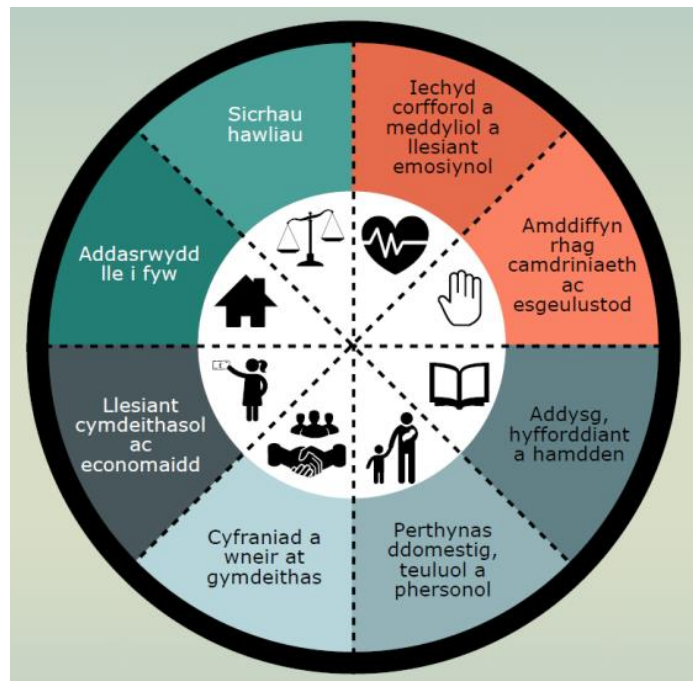 Sicrhau
hawliau
Iechyd
corfforol a
meddyliol a
llesiant
emosiynol
Amddiffyn
rhag
camdriniaeth
ac
esgeulustod
Addysg,
hyfforddiant
a hamdden
Perthynas
ddomestig,
teuluol a
phersonol
Cyfraniad a
wneir at
gymdeithas
Llesiant
cymdeithasol
ac
economaidd
Addasrwydd
lle i fyw